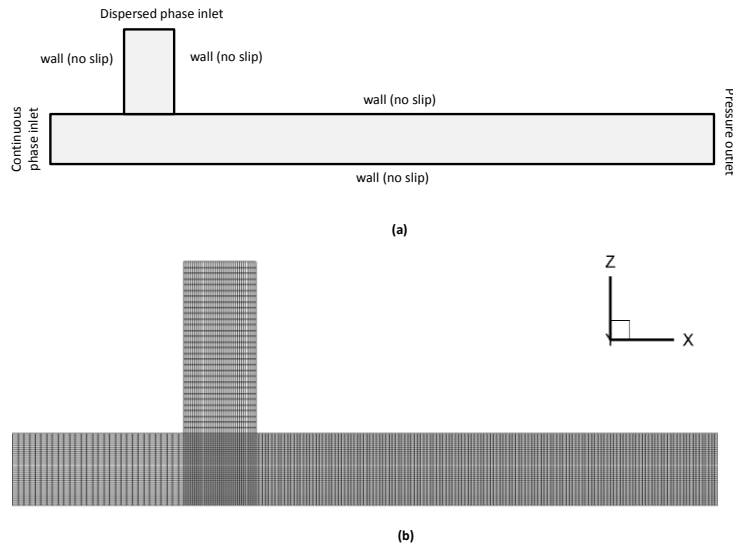 Dispersed phase inlet
wall (no slip)
wall (no slip)
wall (no slip)
Continuous
phase inlet
Pressure outlet
wall (no slip)
(a)
Z
Y
X
(b)